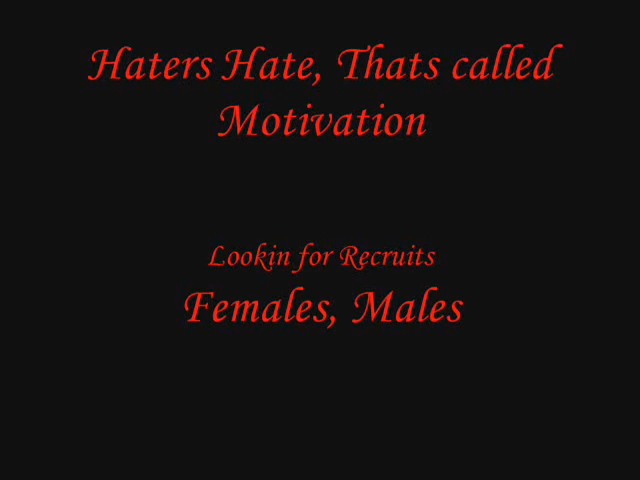 Haters Hate, Thats called
Motivation
Lookin for Recruits
Females, Males